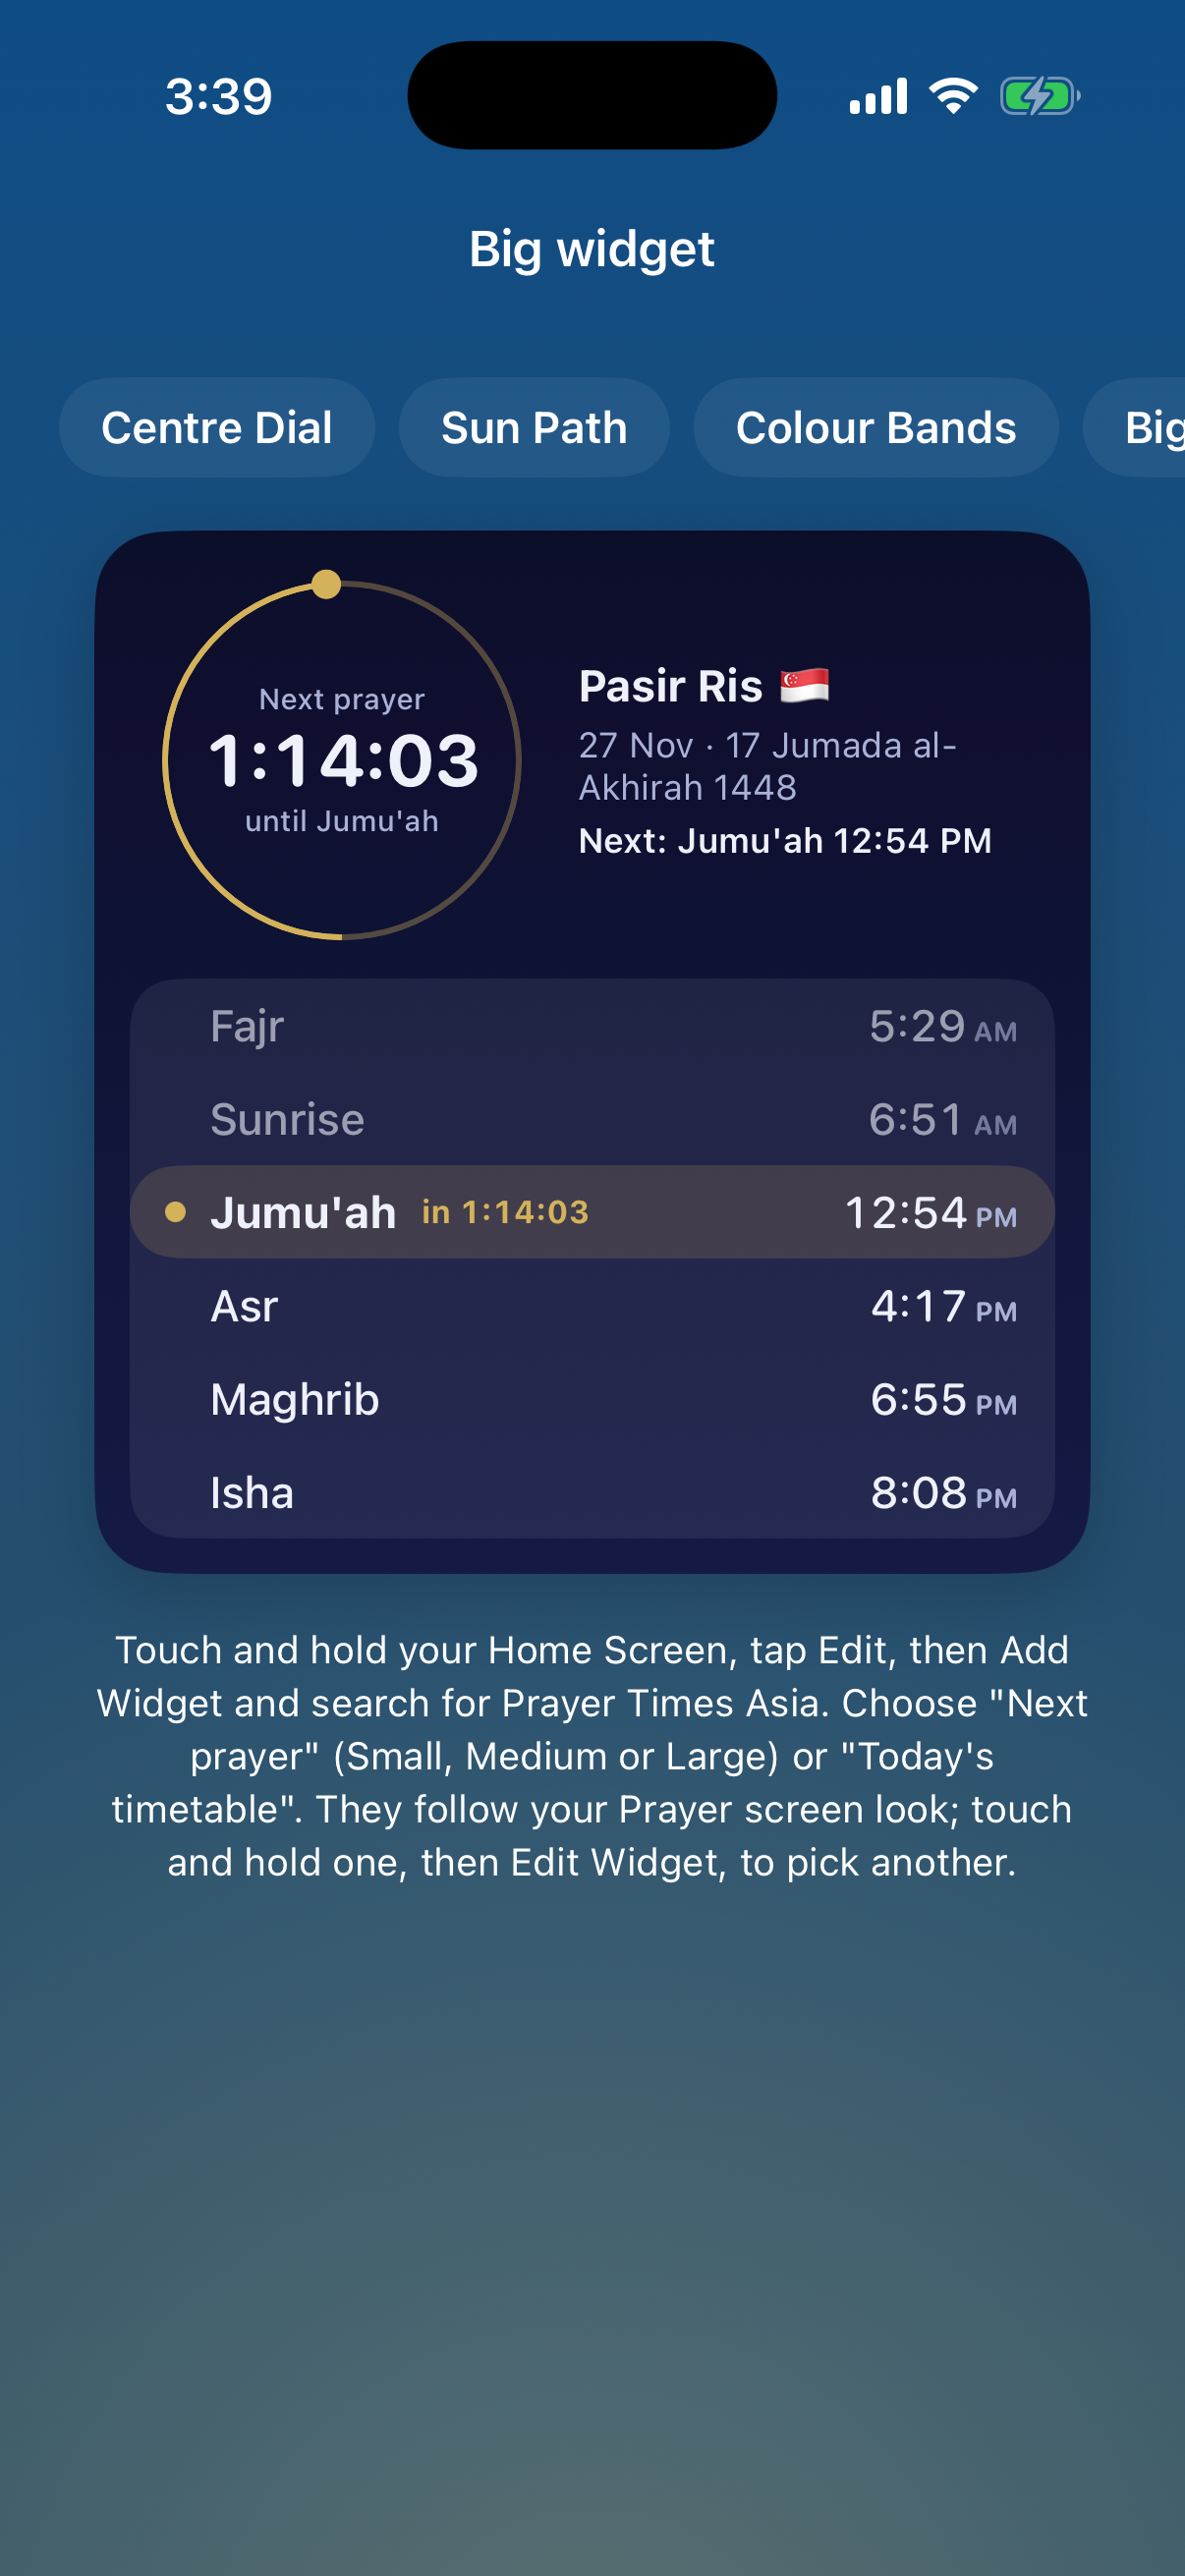 3:39
Big widget
Centre Dial
Sun Path
Colour Bands
Big
Next prayer
1:14:03
until Jumu'ah
Pasir Ris 🇸🇬
27 Nov · 17 Jumada al-
Akhirah 1448
Next: Jumu'ah 12:54 PM
Fajr 5:29 AM
Sunrise 6:51 AM
Jumu'ah in 1:14:03 12:54 PM
Asr 4:17 PM
Maghrib 6:55 PM
Isha 8:08 PM
Touch and hold your Home Screen, tap Edit, then Add
Widget and search for Prayer Times Asia. Choose "Next
prayer" (Small, Medium or Large) or "Today's
timetable". They follow your Prayer screen look; touch
and hold one, then Edit Widget, to pick another.